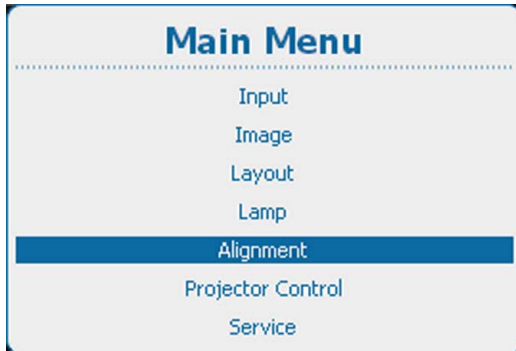 Main Menu
Input
Image
Layout
Lamp
Alignment
Projector Control
Service